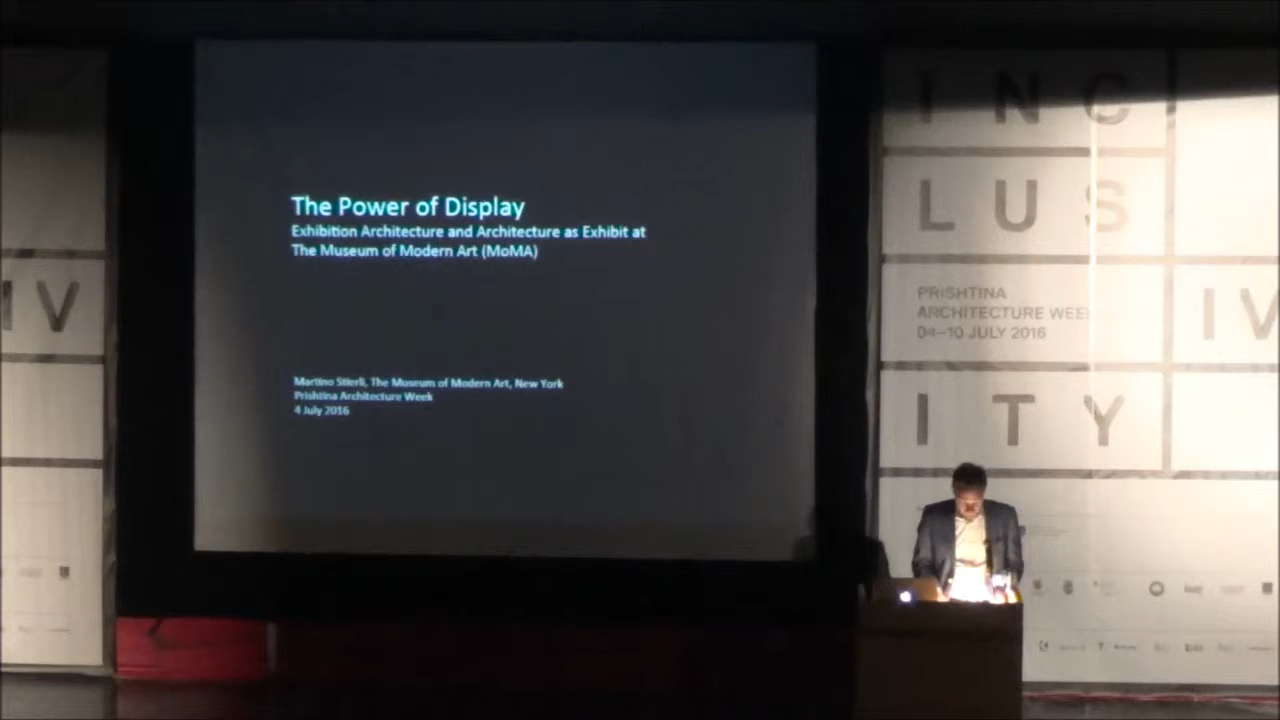 The Power of Display
Exhibition Architecture and Architecture as Exhibit at
The Museum of Modern Art (MoMA)
Martino Stierli, The Museum of Modern Art, New York
Prishtina Architecture Week
4 July 2016
INC
LUS
PRISHTINA
ARCHITECTURE WEE
04–10 JULY 2016
IV
ITY
IV